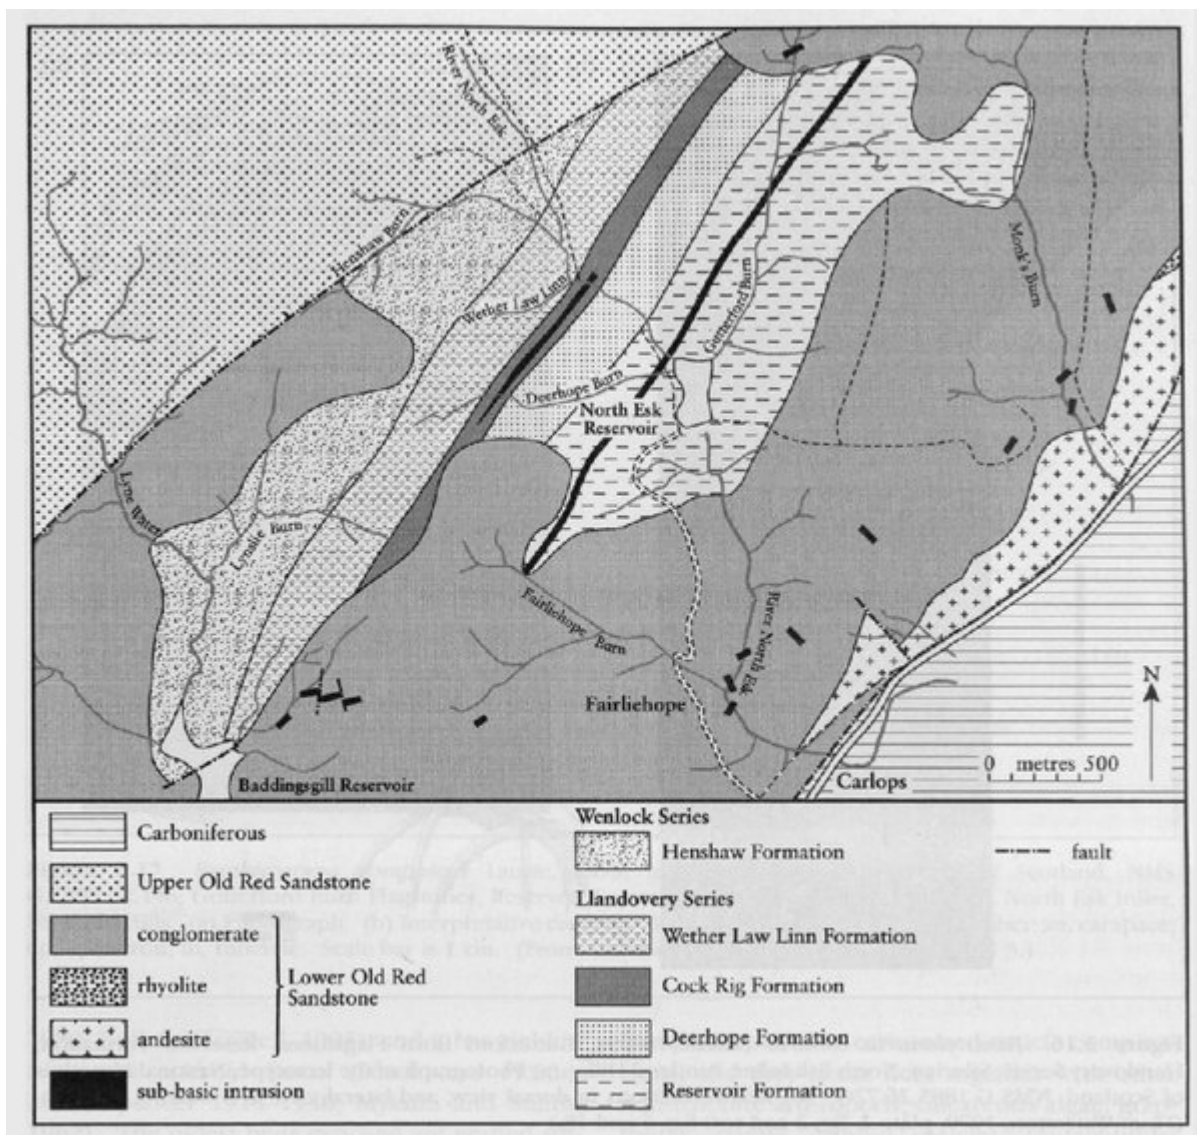 River North Esk
Henshaw Burn
Wether Law Linn
Gutterford Burn
Monk's Burn
Deerhope Burn
North Esk
Reservoir
Lyne Water
Lynslie Burn
Fairliehope Burn
River North Esk
Fairliehope
N
0 metres 500
Carlops
Baddingsgill Reservoir
Carboniferous
Upper Old Red Sandstone
conglomerate
rhyolite
andesite
Lower Old Red
Sandstone
sub-basic intrusion
Wenlock Series
Henshaw Formation
Llandovery Series
Wether Law Linn Formation
Cock Rig Formation
Deerhope Formation
Reservoir Formation
fault